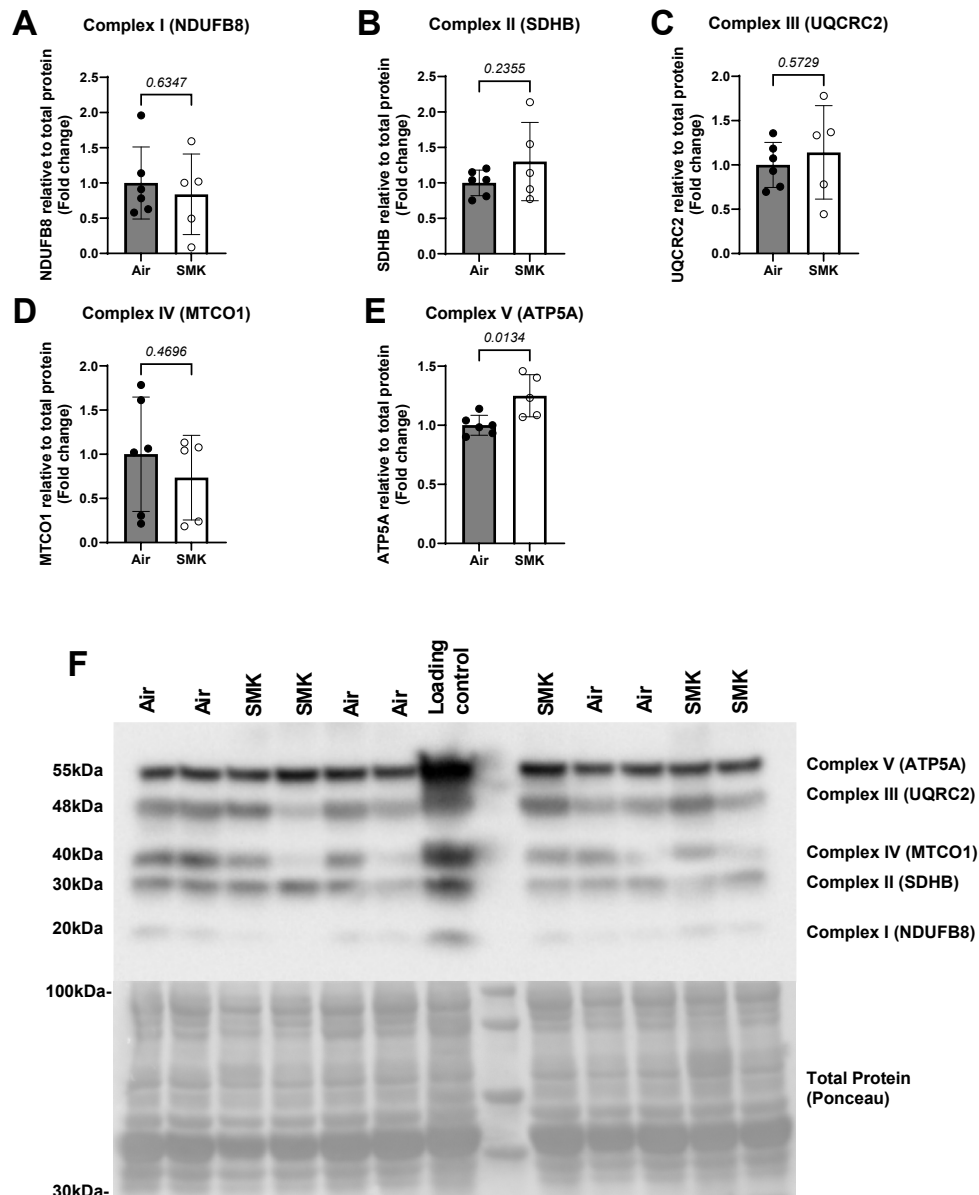 A
Complex I (NDUFB8)
NDUFB8 relative to total protein
(Fold change)
2.5
2.0
1.5
1.0
0.5
0.0
0.6347
Air
SMK
B
Complex II (SDHB)
SDHB relative to total protein
(Fold change)
2.5
2.0
1.5
1.0
0.5
0.0
0.2355
Air
SMK
C
Complex III (UQCRC2)
UQCRC2 relative to total protein
(Fold change)
2.0
1.5
1.0
0.5
0.0
0.5729
Air
SMK
D
Complex IV (MTCO1)
MTCO1 relative to total protein
(Fold change)
2.0
1.5
1.0
0.5
0.0
0.4696
Air
SMK
E
Complex V (ATP5A)
ATP5A relative to total protein
(Fold change)
1.5
1.0
0.5
0.0
0.0134
Air
SMK
F
Air
Air
SMK
SMK
Air
Air
Loading
control
SMK
Air
Air
SMK
SMK
55kDa
48kDa
40kDa
30kDa
20kDa
Complex V (ATP5A)
Complex III (UQRC2)
Complex IV (MTCO1)
Complex II (SDHB)
Complex I (NDUFB8)
100kDa-
Total Protein
(Ponceau)
30kDa-